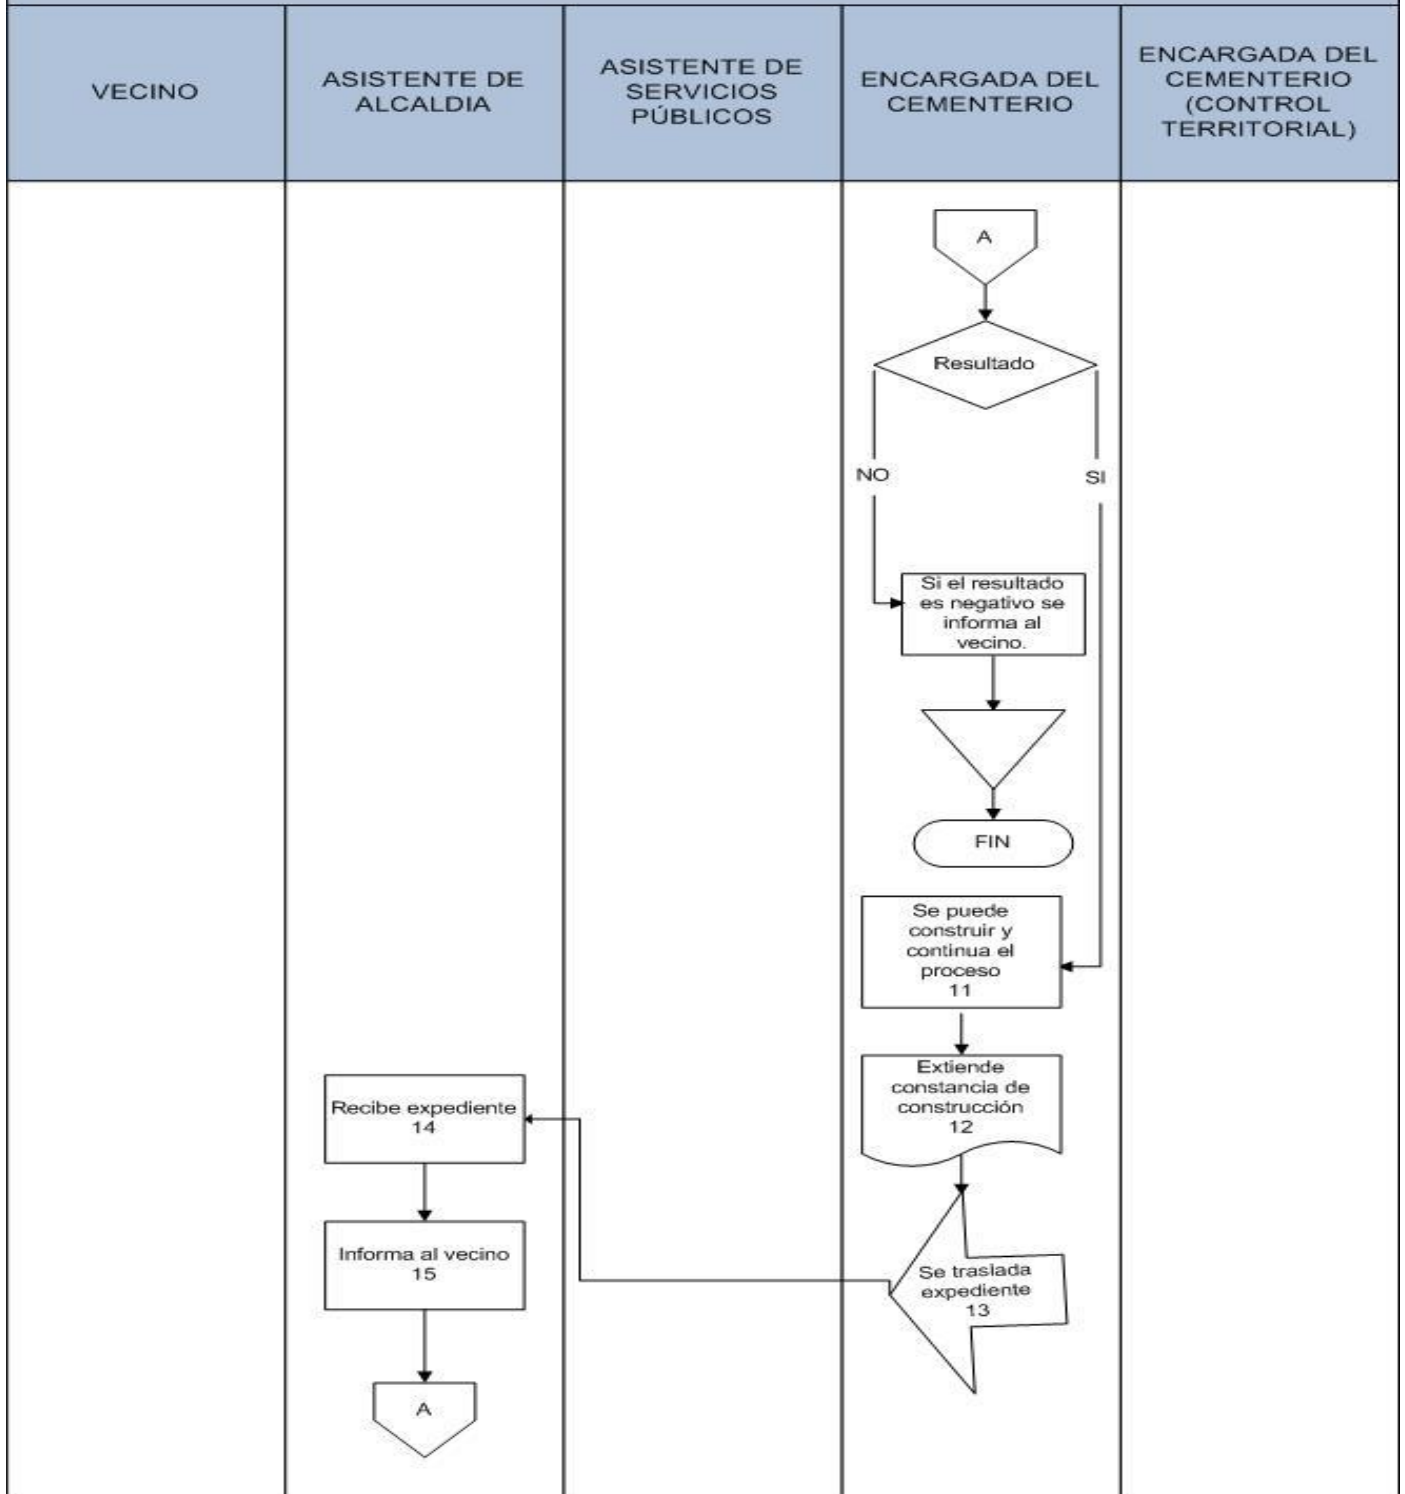 VECINO
ASISTENTE DE
ALCALDIA
ASISTENTE DE
SERVICIOS
PÚBLICOS
ENCARGADA DEL
CEMENTERIO
ENCARGADA DEL
CEMENTERIO
(CONTROL
TERRITORIAL)
A
Resultado
NO
SI
Si el resultado
es negativo se
informa al
vecino.
FIN
Se puede
construir y
continua el
proceso
11
Extiende
constancia de
construcción
12
Se traslada
expediente
13
Recibe expediente
14
Informa al vecino
15
A